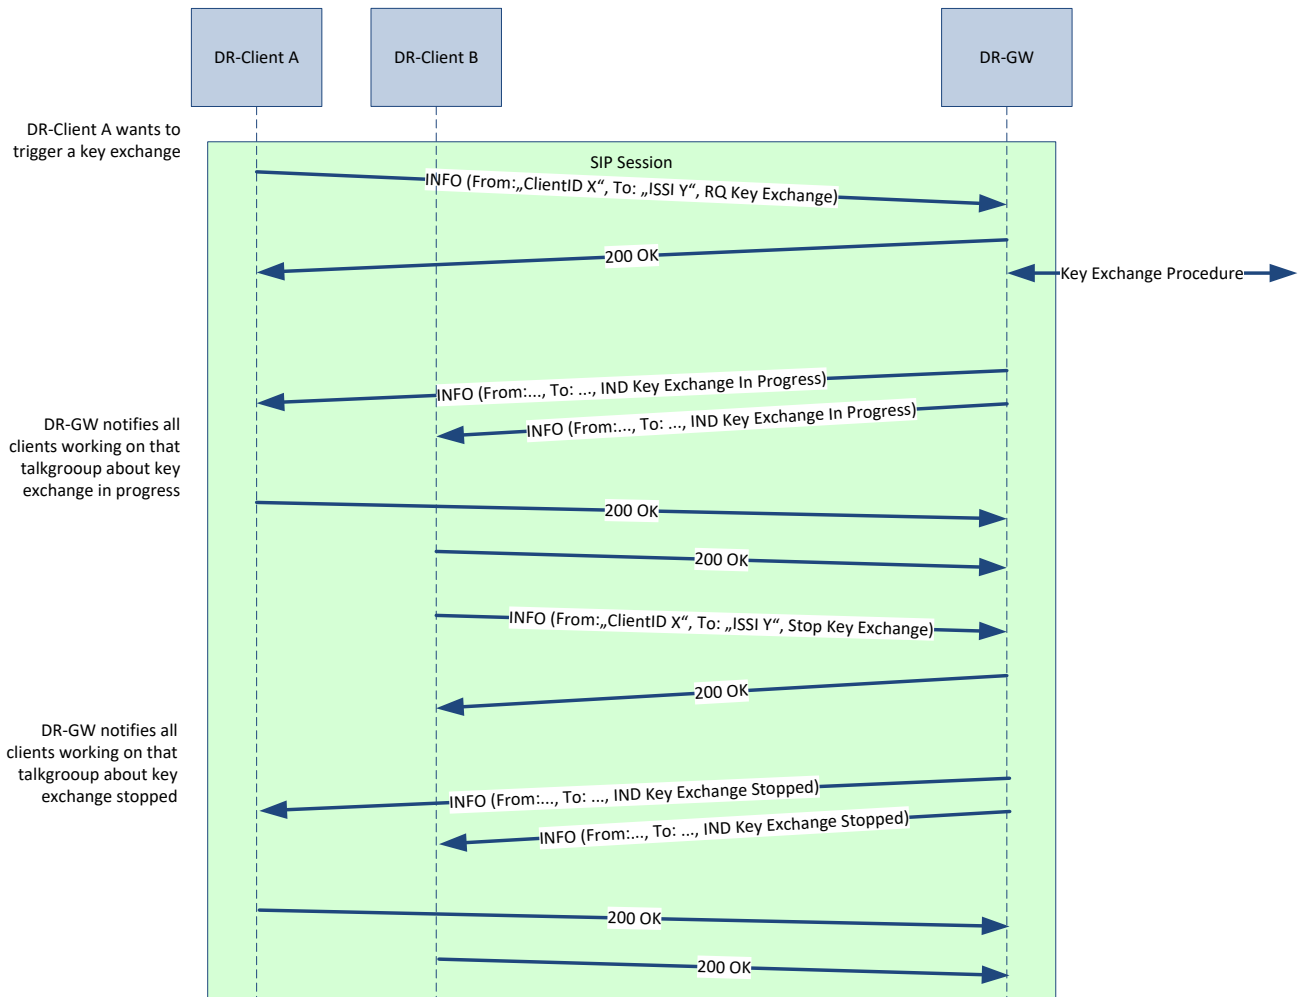 DR-Client A
DR-Client B
DR-GW
DR-Client A wants to
trigger a key exchange
SIP Session
INFO (From:„ClientID X“, To: „ISSI Y“, RQ Key Exchange)
200 OK
Key Exchange Procedure
INFO (From:..., To: ..., IND Key Exchange In Progress)
INFO (From:..., To: ..., IND Key Exchange In Progress)
DR-GW notifies all
clients working on that
talkgrooup about key
exchange in progress
200 OK
200 OK
INFO (From:„ClientID X“, To: „ISSI Y“, Stop Key Exchange)
200 OK
DR-GW notifies all
clients working on that
talkgrooup about key
exchange stopped
INFO (From:..., To: ..., IND Key Exchange Stopped)
INFO (From:..., To: ..., IND Key Exchange Stopped)
200 OK
200 OK